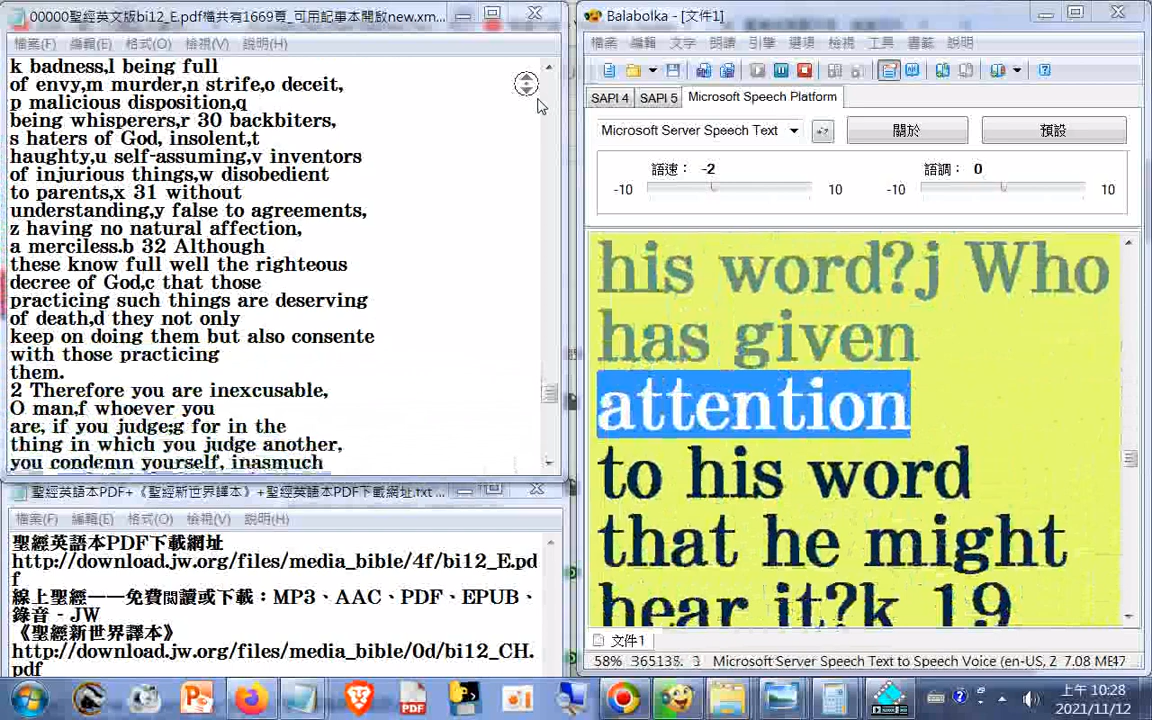 00000聖經英文版bi12_E.pdf檔共有1669頁_可用記事本開啟new.xm...
檔案(F) 編輯(E) 格式(O) 檢視(V) 說明(H)
k badness,l being full
of envy,m murder,n strife,o deceit,
p malicious disposition,q
being whisperers,r 30 backbiters,
s haters of God, insolent,t
haughty,u self-assuming,v inventors
of injurious things,w disobedient
to parents,x 31 without
understanding,y false to agreements,
z having no natural affection,
a merciless.b 32 Although
these know full well the righteous
decree of God,c that those
practicing such things are deserving
of death,d they not only
keep on doing them but also consente
with those practicing
them.
2 Therefore you are inexcusable,
O man,f whoever you
are, if you judge;g for in the
thing in which you judge another,
you condemn yourself, inasmuch
聖經英語本PDF+《聖經新世界譯本》+聖經英語本PDF下載網址.txt ...
檔案(F) 編輯(E) 格式(O) 檢視(V) 說明(H)
聖經英語本PDF下載網址
http://download.jw.org/files/media_bible/4f/bi12_E.pd
f
線上聖經——免費閱讀或下載：MP3、AAC、PDF、EPUB、
錄音 - JW
《聖經新世界譯本》
http://download.jw.org/files/media_bible/0d/bi12_CH.
pdf
Balabolka - [文件1]
檔案 編輯 文字 朗讀 引擎 選項 檢視 工具 書籤 說明
SAPI 4 SAPI 5 Microsoft Speech Platform
Microsoft Server Speech Text 關於 預設
語速： -2 語調： 0
-10 10 -10 10
his word?j Who
has given
attention
to his word
that he might
hear it?k 19
文件1
58% 365135. Microsoft Server Speech Text to Speech Voice (en-US, 2 7.08 MB
上午 10:28
2021/11/12